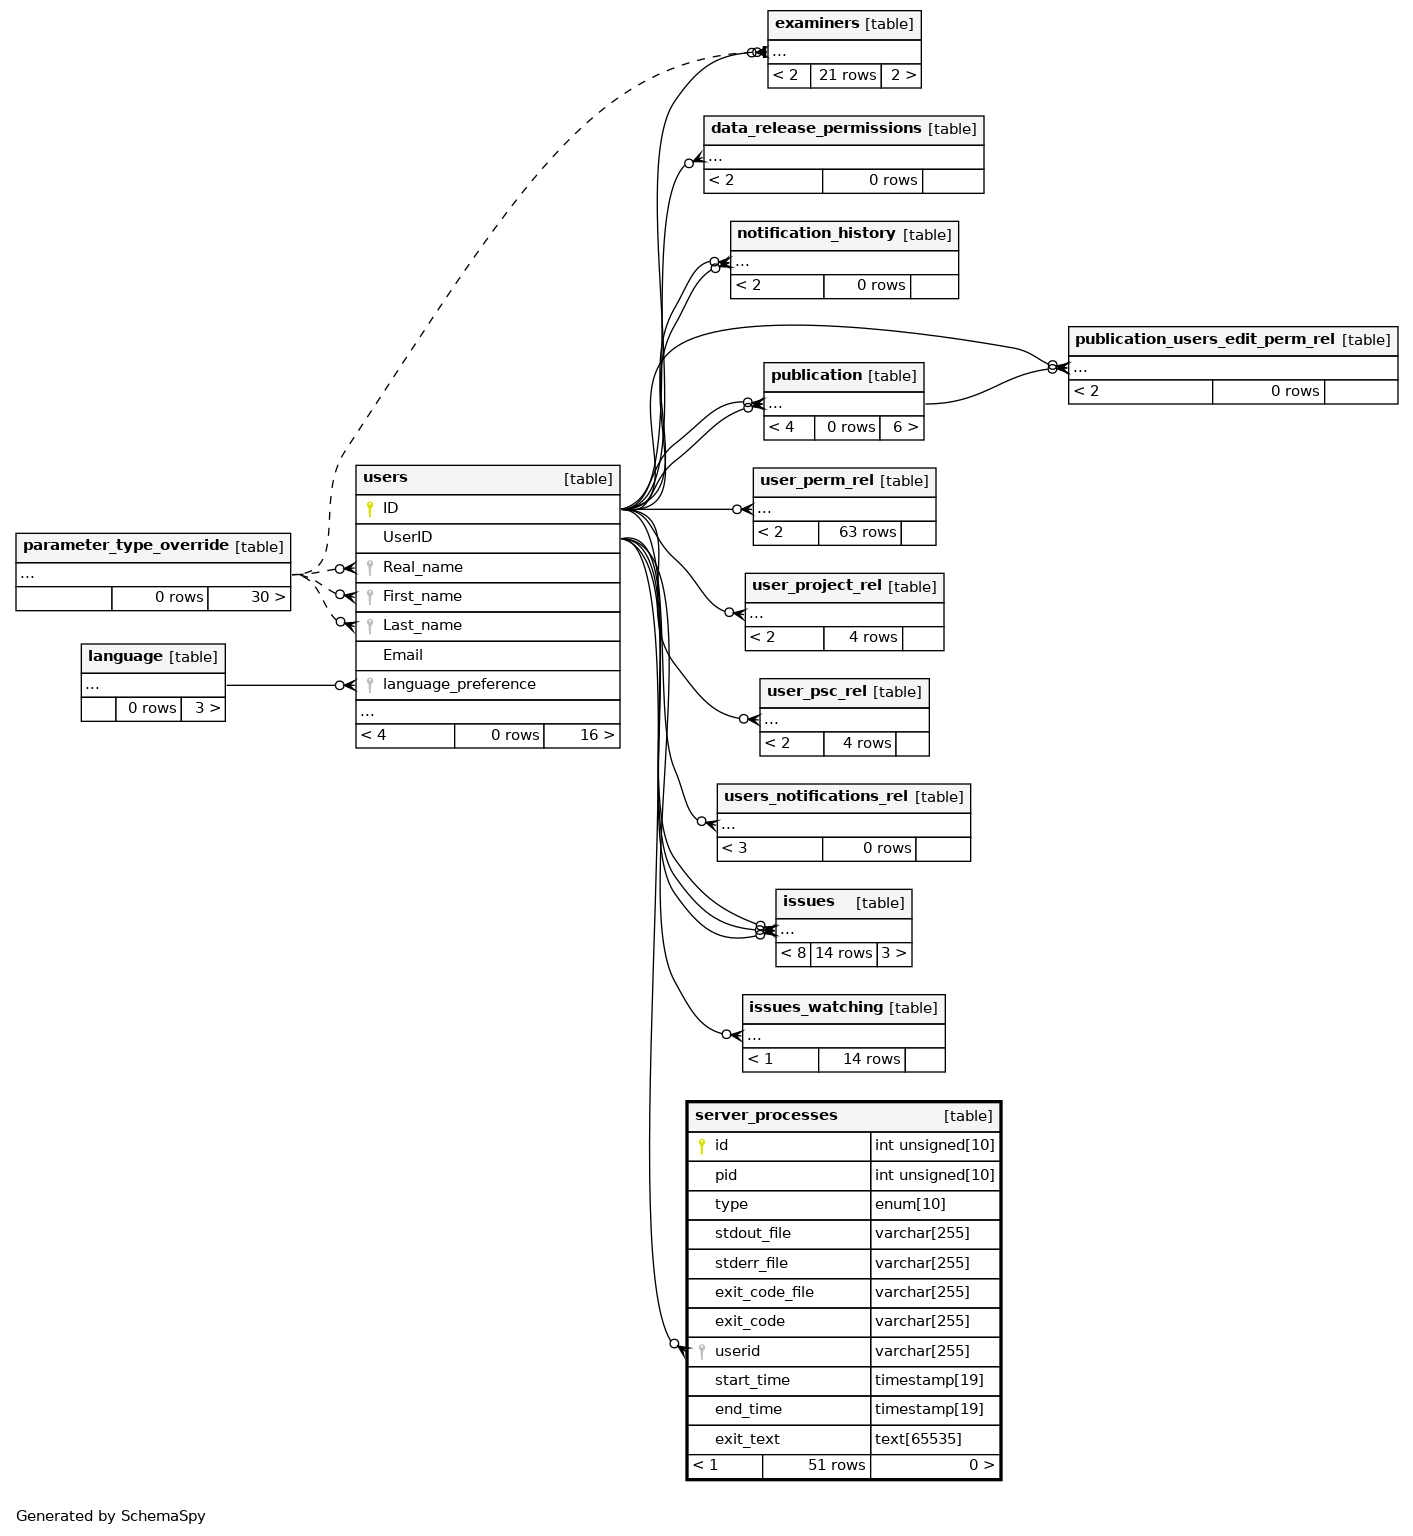 examiners [table]
...
< 2 21 rows 2 >
data_release_permissions [table]
...
< 2 0 rows
notification_history [table]
...
< 2 0 rows
publication_users_edit_perm_rel [table]
...
< 2 0 rows
publication [table]
...
< 4 0 rows 6 >
users [table]
ID
UserID
Real_name
First_name
Last_name
Email
language_preference
...
< 4 0 rows 16 >
parameter_type_override [table]
...
0 rows 30 >
language [table]
...
0 rows 3 >
user_perm_rel [table]
...
< 2 63 rows
user_project_rel [table]
...
< 2 4 rows
user_psc_rel [table]
...
< 2 4 rows
users_notifications_rel [table]
...
< 3 0 rows
issues [table]
...
< 8 14 rows 3 >
issues_watching [table]
...
< 1 14 rows
server_processes [table]
id int unsigned[10]
pid int unsigned[10]
type enum[10]
stdout_file varchar[255]
stderr_file varchar[255]
exit_code_file varchar[255]
exit_code varchar[255]
userid varchar[255]
start_time timestamp[19]
end_time timestamp[19]
exit_text text[65535]
< 1 51 rows 0 >
Generated by SchemaSpy